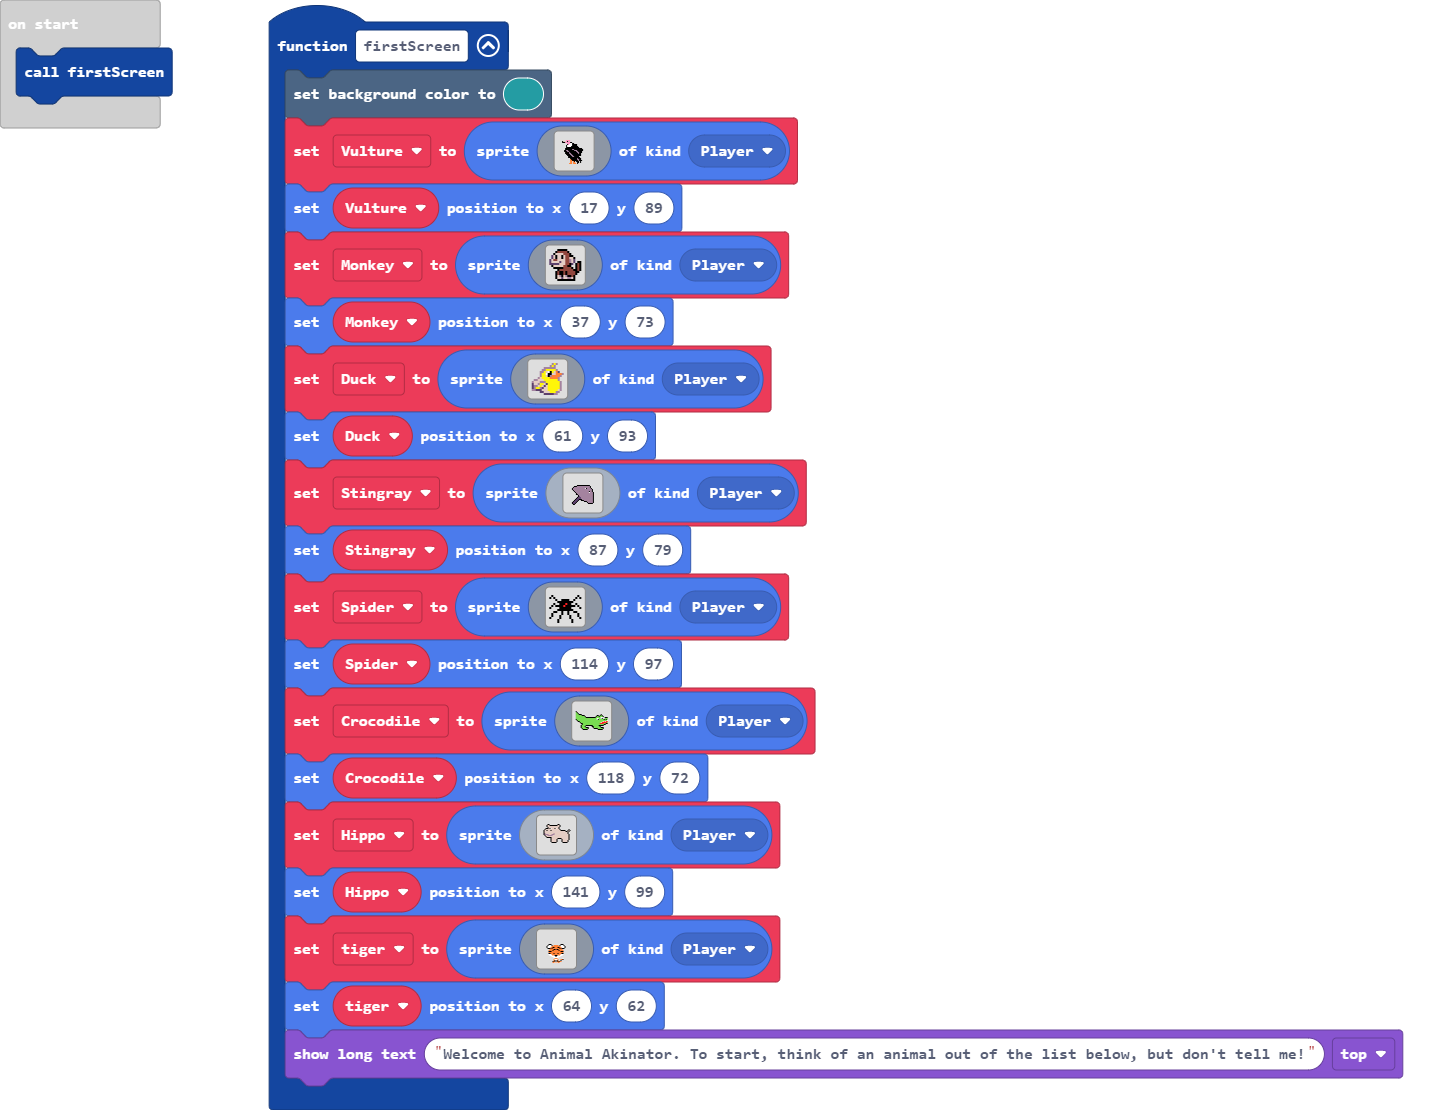 on start
call firstScreen
function firstScreen
set background color to
set Vulture to sprite of kind Player
set Vulture position to x 17 y 89
set Monkey to sprite of kind Player
set Monkey position to x 37 y 73
set Duck to sprite of kind Player
set Duck position to x 61 y 93
set Stingray to sprite of kind Player
set Stingray position to x 87 y 79
set Spider to sprite of kind Player
set Spider position to x 114 y 97
set Crocodile to sprite of kind Player
set Crocodile position to x 118 y 72
set Hippo to sprite of kind Player
set Hippo position to x 141 y 99
set tiger to sprite of kind Player
set tiger position to x 64 y 62
show long text "Welcome to Animal Akinator. To start, think of an animal out of the list below, but don't tell me!" top